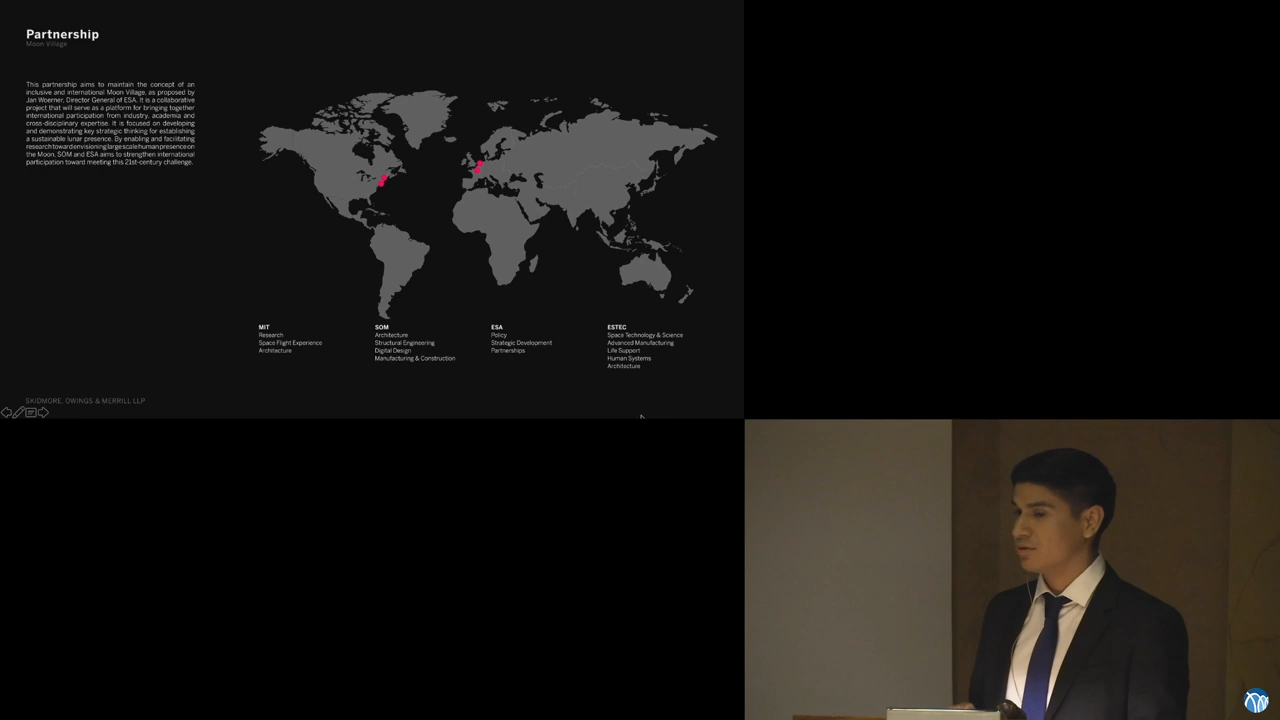 Partnership
Moon Village
This partnership aims to maintain the concept of an
inclusive and international Moon Village, as proposed by
Jan Woerner, Director General of ESA. It is a collaborative
project that will serve as a platform for bringing together
international participation from industry, academia and
cross-disciplinary expertise. It is focused on developing
and demonstrating key strategic thinking for establishing
a sustainable lunar presence. By enabling and facilitating
research toward envisioning large scale human presence on
the Moon, SOM and ESA aims to strengthen international
participation toward meeting this 21st-century challenge.
MIT
Research
Space Flight Experience
Architecture
SOM
Architecture
Structural Engineering
Digital Design
Manufacturing & Construction
ESA
Policy
Strategic Development
Partnerships
ESTEC
Space Technology & Science
Advanced Manufacturing
Life Support
Human Systems
Architecture
SKIDMORE, OWINGS & MERRILL LLP